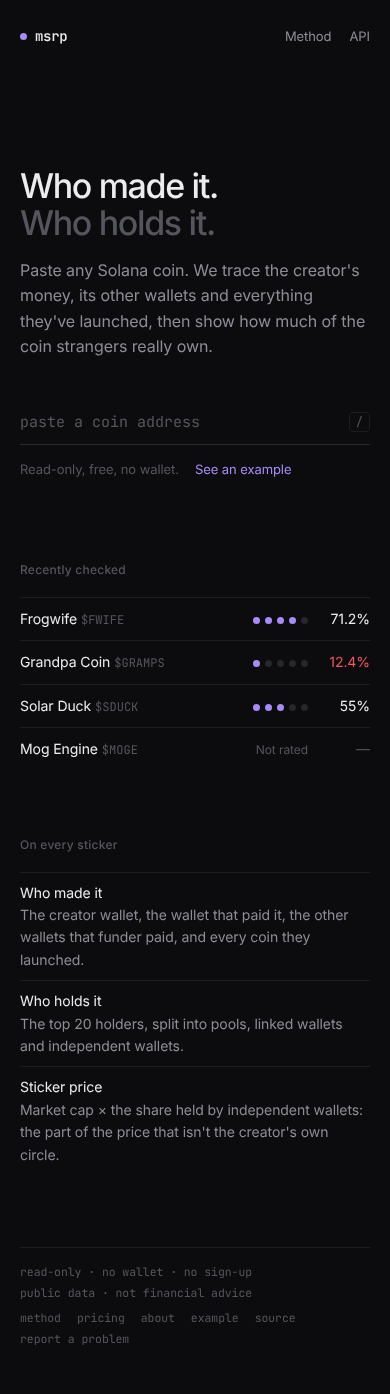 msrp
Method API
Who made it.
Who holds it.
Paste any Solana coin. We trace the creator's
money, its other wallets and everything
they've launched, then show how much of the
coin strangers really own.
paste a coin address /
Read-only, free, no wallet. See an example
Recently checked
Frogwife $FWIFE 71.2%
Grandpa Coin $GRAMPS 12.4%
Solar Duck $SDUCK 55%
Mog Engine $MOGE Not rated —
On every sticker
Who made it
The creator wallet, the wallet that paid it, the other
wallets that funder paid, and every coin they
launched.
Who holds it
The top 20 holders, split into pools, linked wallets
and independent wallets.
Sticker price
Market cap × the share held by independent wallets:
the part of the price that isn't the creator's own
circle.
read-only · no wallet · no sign-up
public data · not financial advice
method pricing about example source
report a problem